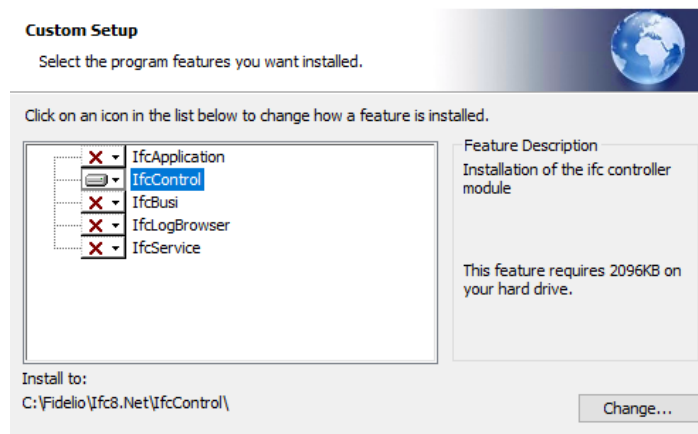 Custom Setup
Select the program features you want installed.
Click on an icon in the list below to change how a feature is installed.
IfcApplication
IfcControl
IfcBusi
IfcLogBrowser
IfcService
Feature Description
Installation of the ifc controller
module
This feature requires 2096KB on
your hard drive.
Install to:
C:\Fidelio\Ifc8.Net\IfcControl\
Change...